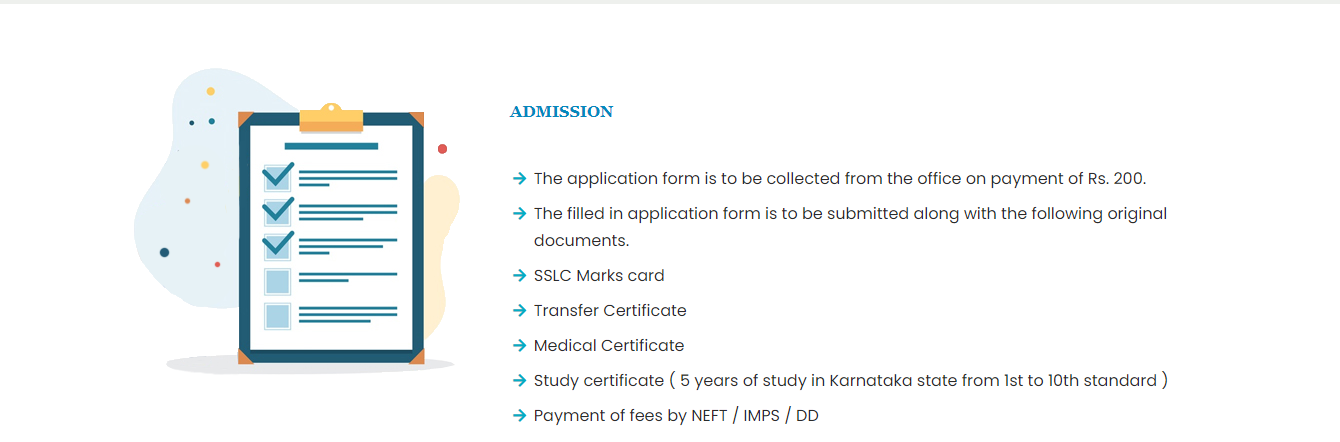 ADMISSION
The application form is to be collected from the office on payment of Rs. 200.
The filled in application form is to be submitted along with the following original
documents.
SSLC Marks card
Transfer Certificate
Medical Certificate
Study certificate ( 5 years of study in Karnataka state from 1st to 10th standard )
Payment of fees by NEFT / IMPS / DD